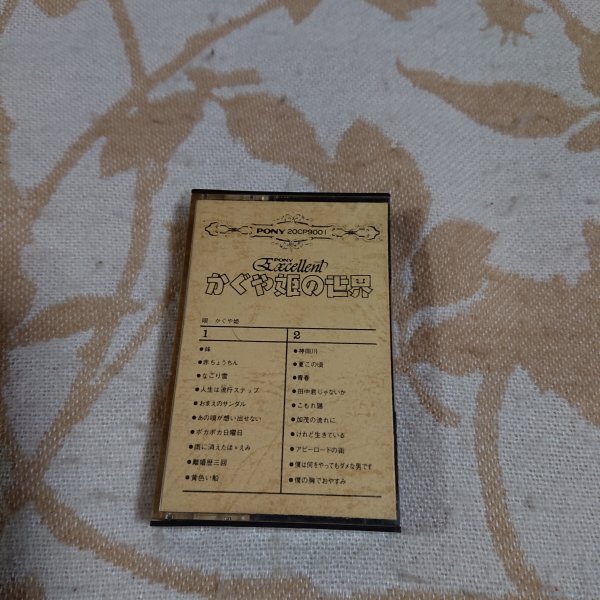 PONY 20CP9001
PONY
Excellent
かぐや姫の世界
唄 かぐや姫
1
●妹
●赤ちょうちん
●なごり雪
●人生は流行ステップ
●おまえのサンダル
●あの頃が想い出せない
●ポカポカ日曜日
●雨に消えたほゝえみ
●離婚歴三回
●黄色い船
2
●神田川
●夏この頃
●青春
●田中君じゃないか
●こもれ陽
●加茂の流れに
●けれど生きている
●アビーロードの街
●僕は何をやってもダメな男です
●僕の胸でおやすみ